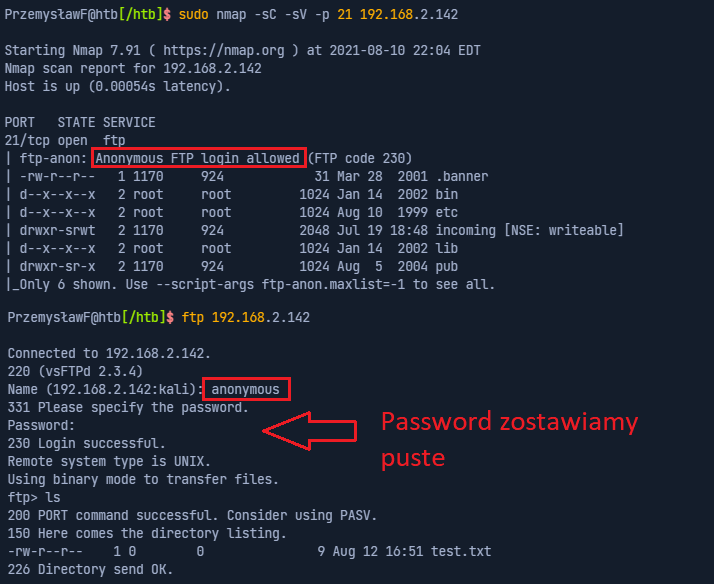 PrzemysławF@htb[/htb]$ sudo nmap -sC -sV -p 21 192.168.2.142
Starting Nmap 7.91 ( https://nmap.org ) at 2021-08-10 22:04 EDT
Nmap scan report for 192.168.2.142
Host is up (0.00054s latency).
PORT   STATE SERVICE
21/tcp open  ftp
| ftp-anon: Anonymous FTP login allowed (FTP code 230)
| -rw-r--r--   1 1170     924            31 Mar 28  2001 .banner
| d--x--x--x   2 root     root         1024 Jan 14  2002 bin
| d--x--x--x   2 root     root         1024 Aug 10  1999 etc
| drwxr-srwt   2 1170     924          2048 Jul 19 18:48 incoming [NSE: writeable]
| d--x--x--x   2 root     root         1024 Jan 14  2002 lib
| drwxr-sr-x   2 1170     924          1024 Aug  5  2004 pub
|_Only 6 shown. Use --script-args ftp-anon.maxlist=-1 to see all.
PrzemysławF@htb[/htb]$ ftp 192.168.2.142
Connected to 192.168.2.142.
220 (vsFTPd 2.3.4)
Name (192.168.2.142:kali): anonymous
331 Please specify the password.
Password:
230 Login successful.
Remote system type is UNIX.
Using binary mode to transfer files.
ftp> ls
200 PORT command successful. Consider using PASV.
150 Here comes the directory listing.
-rw-r--r--    1 0        0               9 Aug 12 16:51 test.txt
226 Directory send OK.
Password zostawiamy
puste